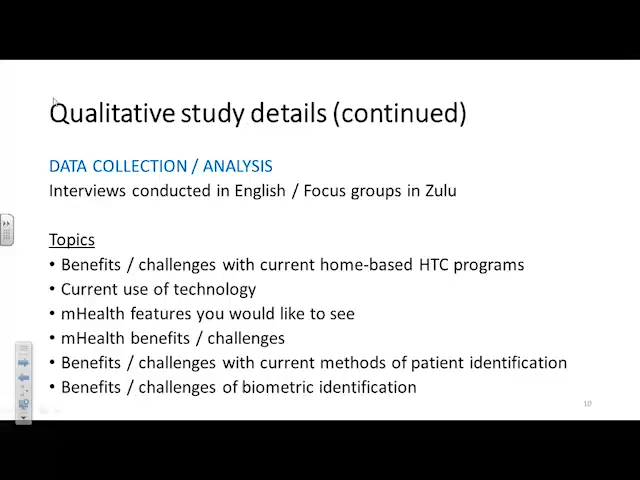 Qualitative study details (continued)
DATA COLLECTION / ANALYSIS
Interviews conducted in English / Focus groups in Zulu
Topics
• Benefits / challenges with current home-based HTC programs
• Current use of technology
• mHealth features you would like to see
• mHealth benefits / challenges
• Benefits / challenges with current methods of patient identification
• Benefits / challenges of biometric identification
10